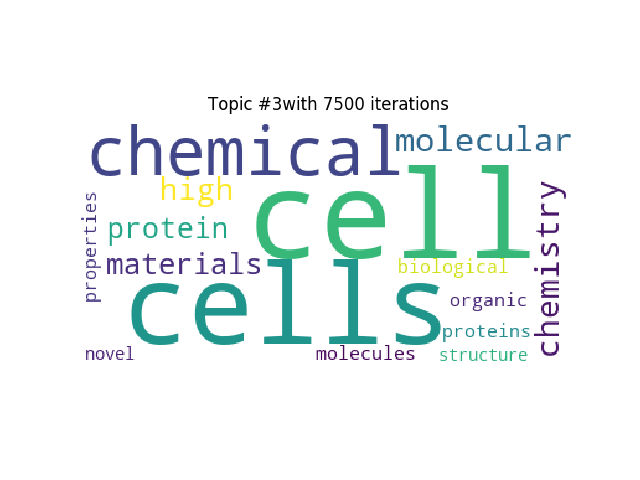 Topic #3with 7500 iterations
chemical
molecular
high
cell
properties
protein
chemistry
materials
biological
cells
organic
proteins
novel
molecules
structure